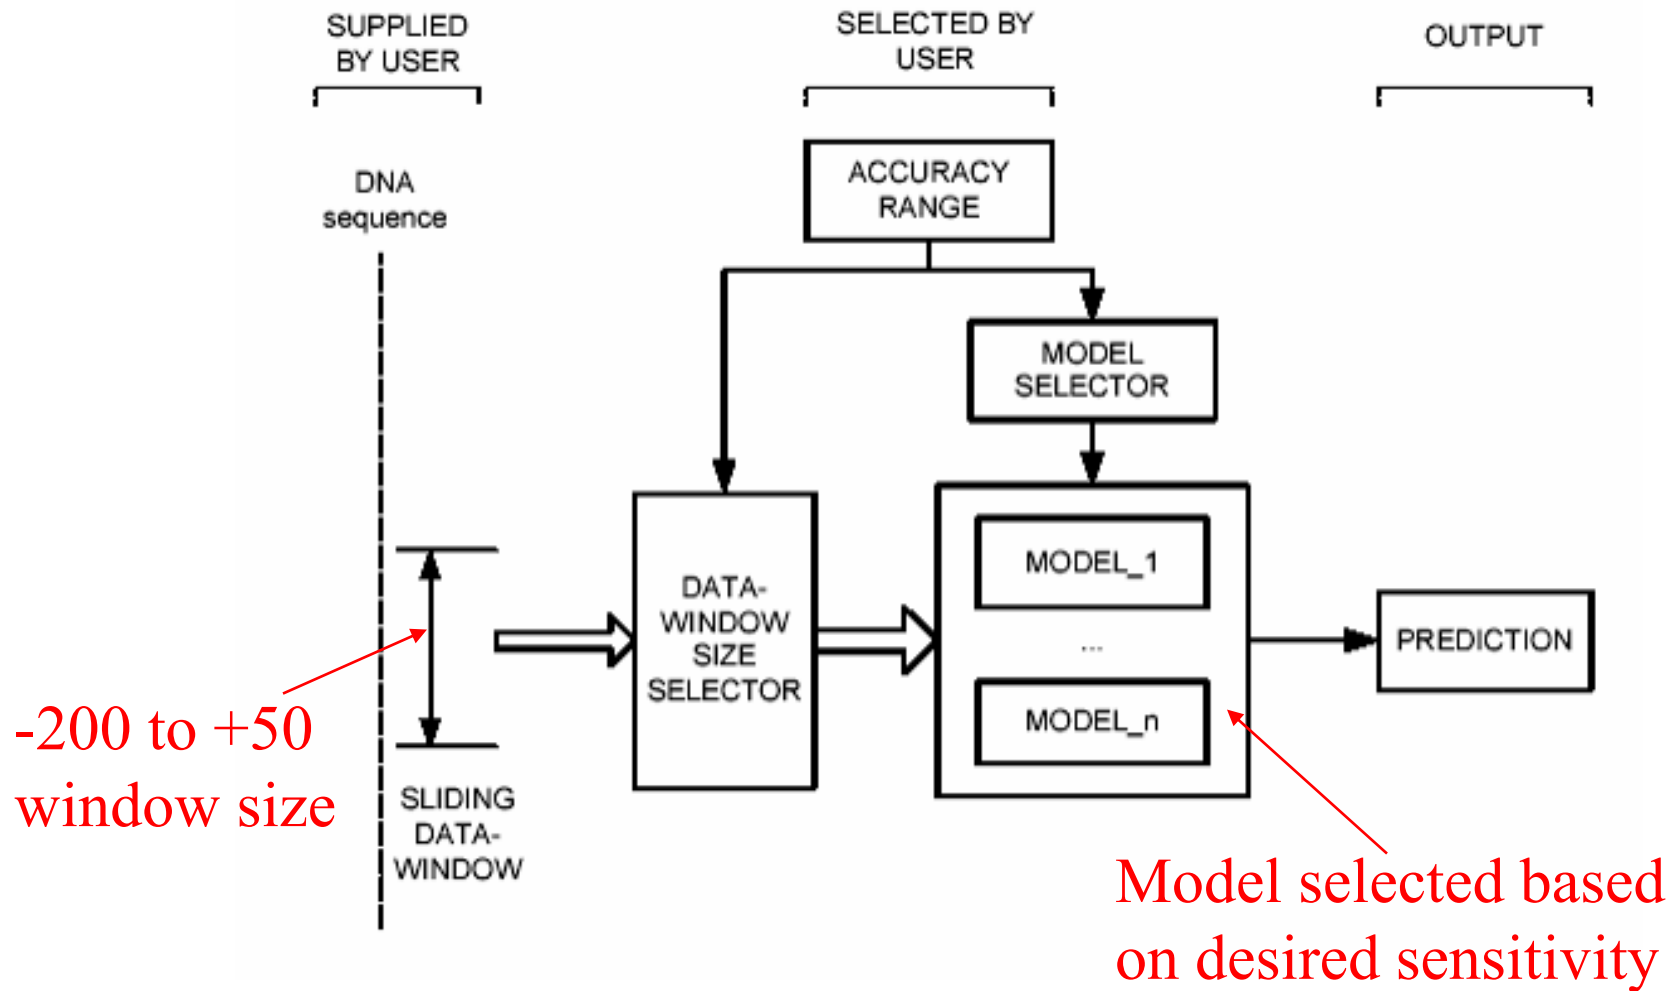 SUPPLIED
BY USER
SELECTED BY
USER
OUTPUT
DNA
sequence
ACCURACY
RANGE
MODEL
SELECTOR
DATA-
WINDOW
SIZE
SELECTOR
MODEL_1
...
MODEL_n
PREDICTION
-200 to +50
window size
SLIDING
DATA-
WINDOW
Model selected based
on desired sensitivity